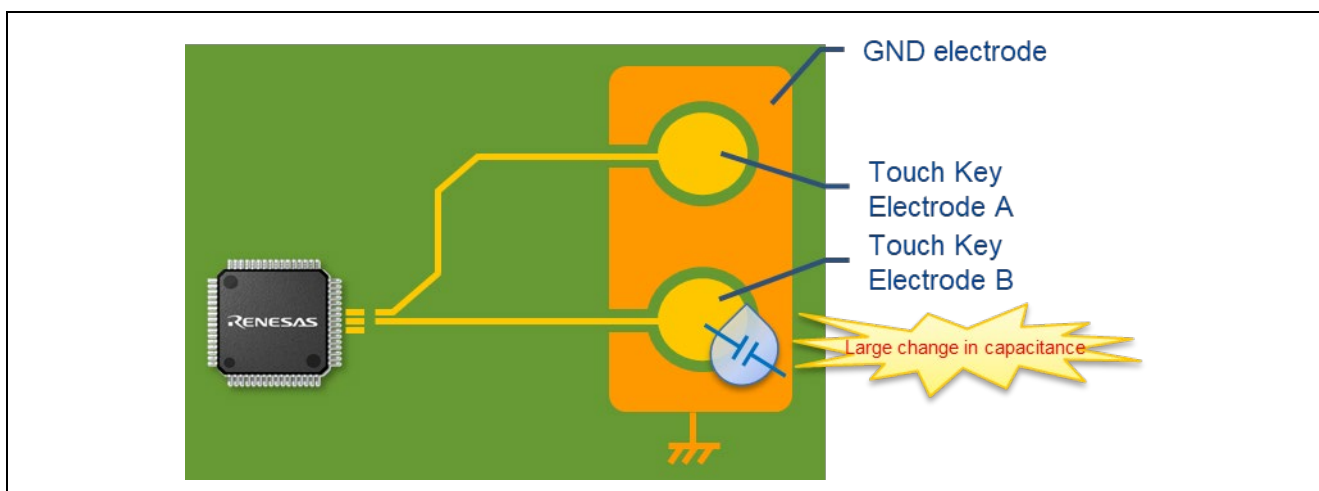 GND electrode
Touch Key
Electrode A
Touch Key
Electrode B
Large change in capacitance
RENESAS